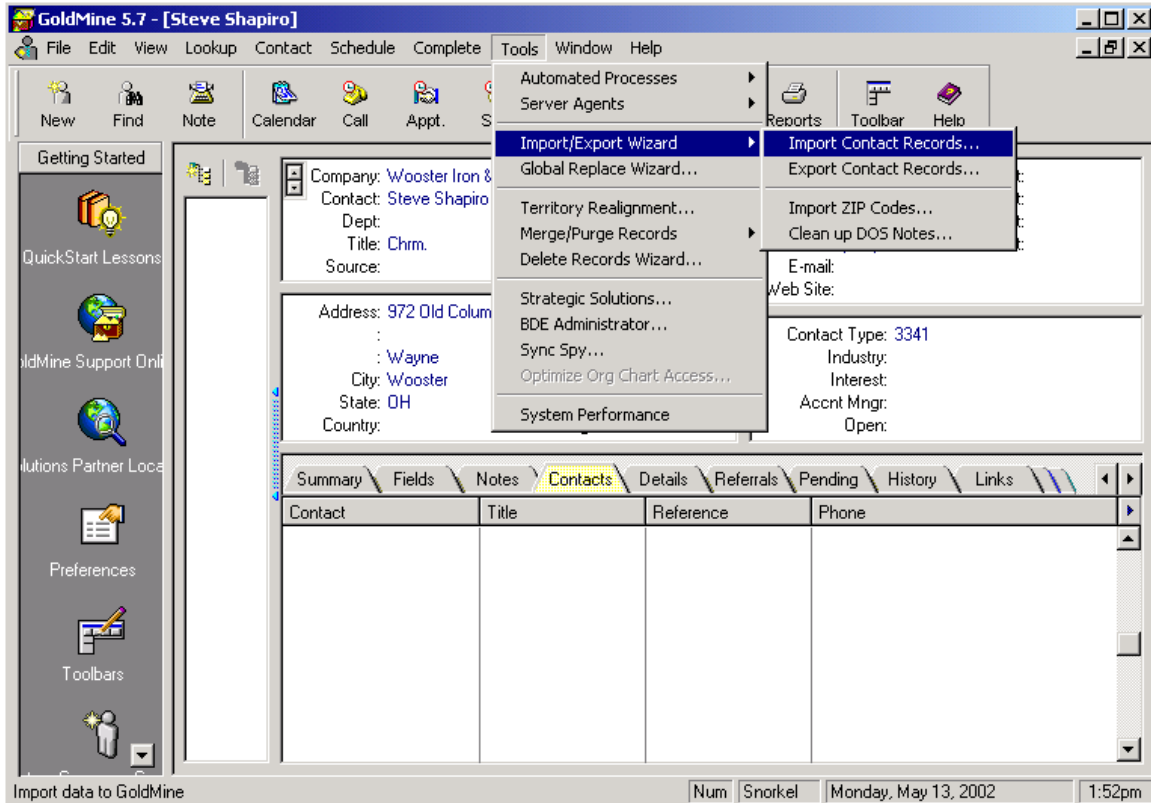 GoldMine 5.7 - [Steve Shapiro]
File Edit View Lookup Contact Schedule Complete Tools Window Help
New Find Note Calendar Call Appt. Reports Toolbar Help
Automated Processes
Server Agents
Import/Export Wizard
Global Replace Wizard...
Territory Realignment...
Merge/Purge Records
Delete Records Wizard...
Strategic Solutions...
BDE Administrator...
Sync Spy...
Optimize Org Chart Access...
System Performance
Import Contact Records...
Export Contact Records...
Import ZIP Codes...
Clean up DOS Notes...
Getting Started
QuickStart Lessons
oldMine Support Onli
olutions Partner Loca
Preferences
Toolbars
Company: Wooster Iron &
Contact: Steve Shapiro
Dept:
Title: Chrm.
Source:
E-mail:
Web Site:
Address: 972 Old Colum
:
: Wayne
City: Wooster
State: OH
Country:
Contact Type: 3341
Industry:
Interest:
Accnt Mngr:
Open:
Summary Fields Notes Contacts Details Referrals Pending History Links
Contact Title Reference Phone
Import data to GoldMine Num Snorkel Monday, May 13, 2002 1:52pm